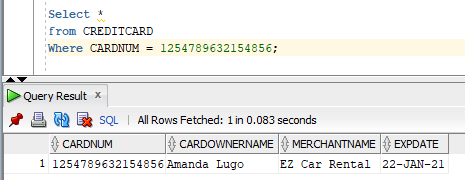 Select *
from CREDITCARD
Where CARDNUM = 1254789632154856;
Query Result x
SQL | All Rows Fetched: 1 in 0.083 seconds
CARDNUM CARDOWNERNAME MERCHANTNAME EXPDATE
1 1254789632154856 Amanda Lugo EZ Car Rental 22-JAN-21